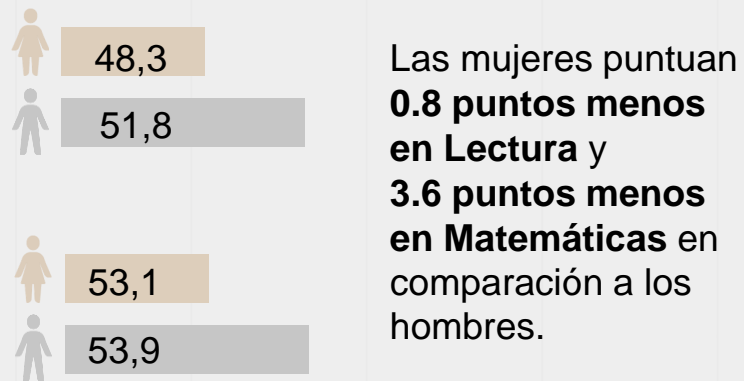 48,3
51,8
53,1
53,9
Las mujeres puntuan
0.8 puntos menos
en Lectura y
3.6 puntos menos
en Matemáticas en
comparación a los
hombres.